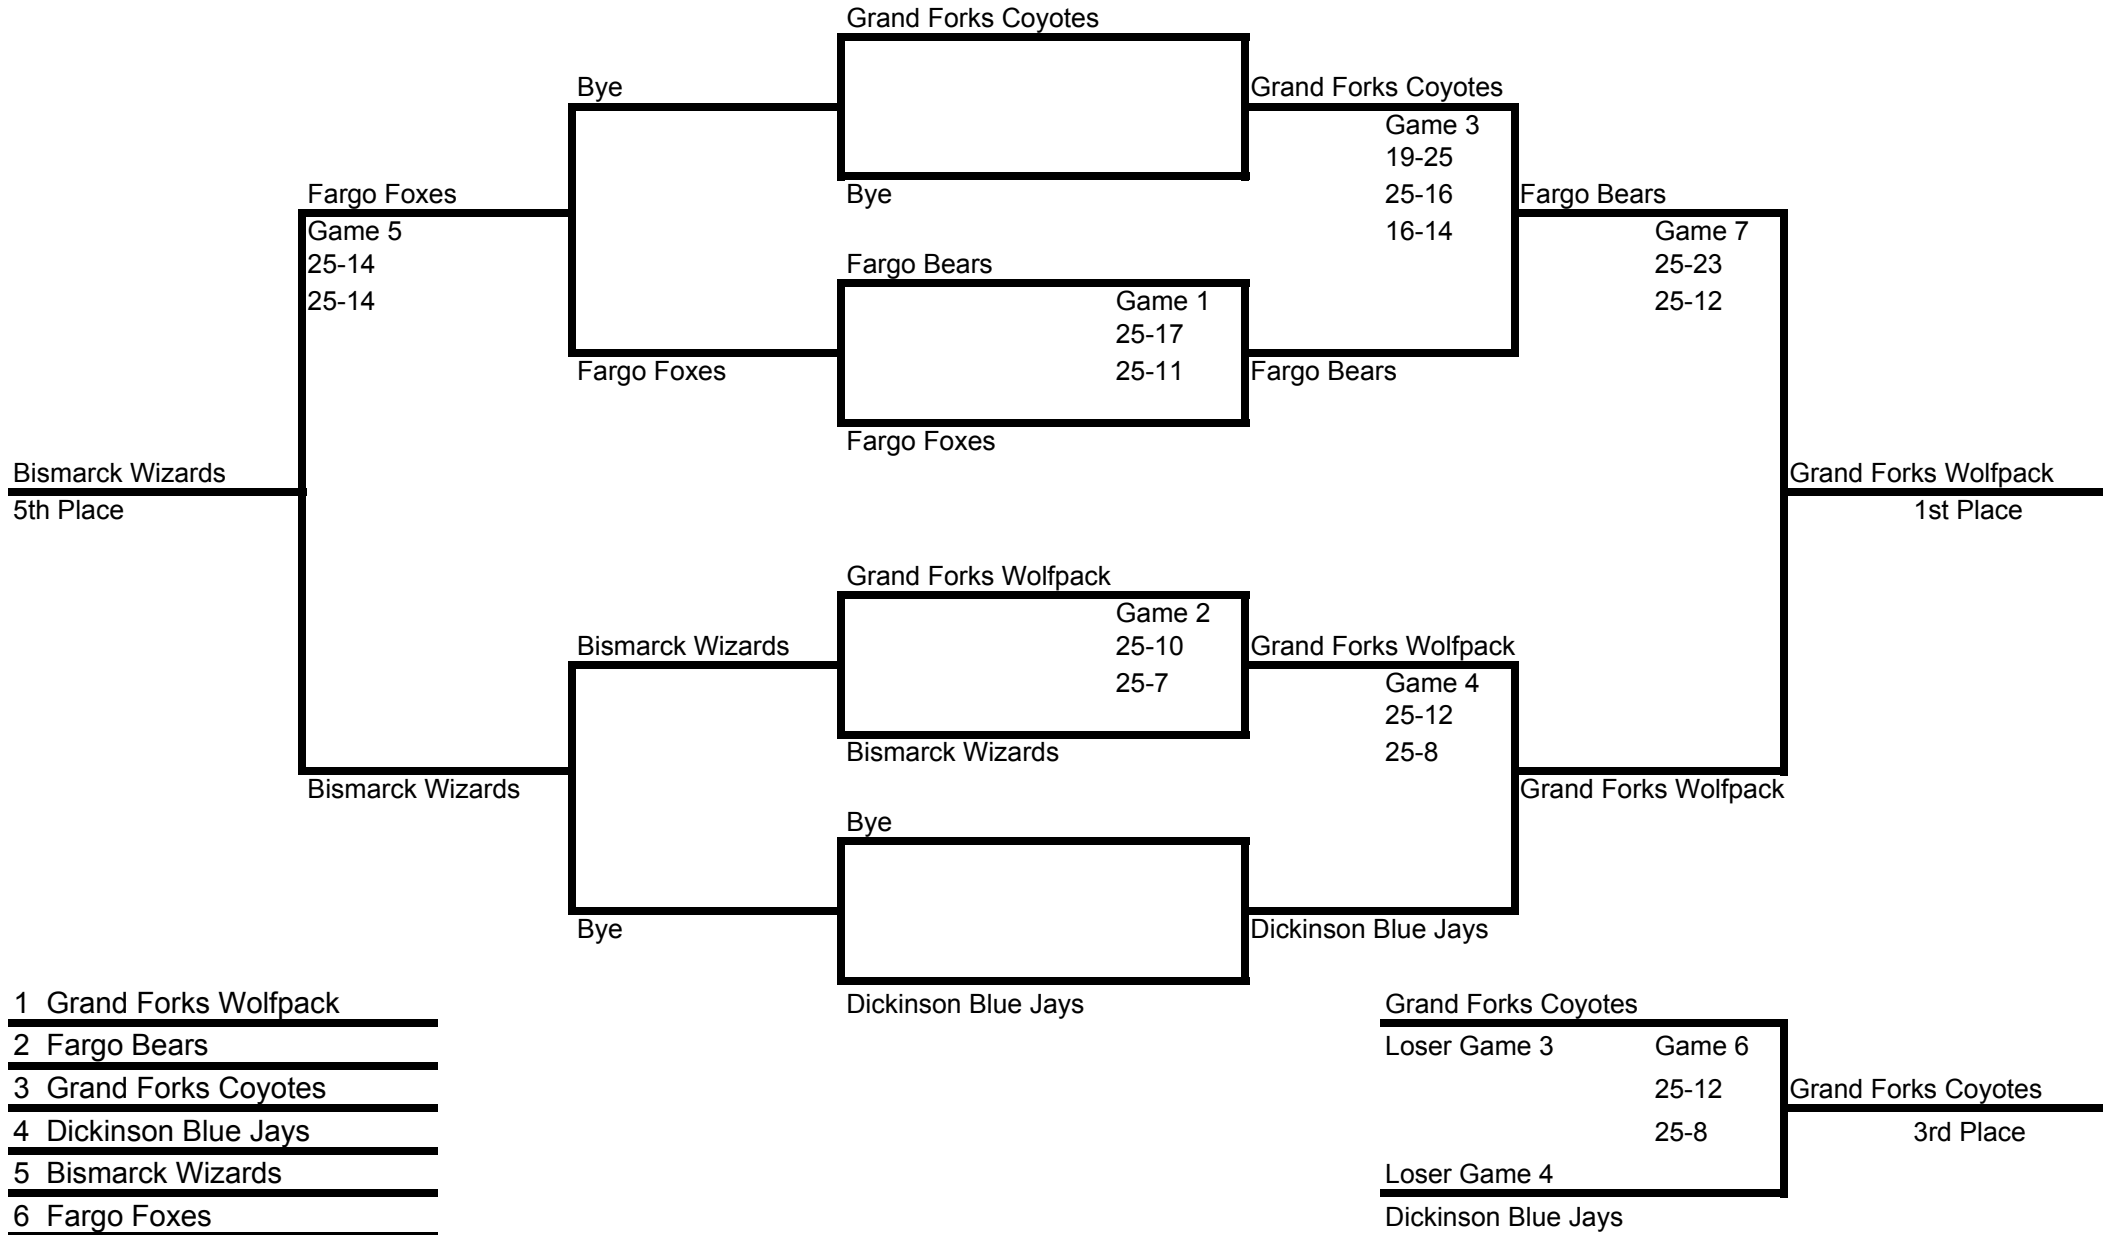 Grand Forks Coyotes
Bye
Grand Forks Coyotes
Game 3
19-25
25-16
16-14
Fargo Foxes
Bye
Fargo Bears
Game 5
25-14
25-14
Game 7
25-23
25-12
Fargo Bears
Game 1
25-17
25-11
Fargo Foxes
Fargo Bears
Fargo Foxes
Bismarck Wizards
5th Place
Grand Forks Wolfpack
1st Place
Grand Forks Wolfpack
Game 2
25-10
25-7
Bismarck Wizards
Grand Forks Wolfpack
Game 4
25-12
25-8
Bismarck Wizards
Bismarck Wizards
Grand Forks Wolfpack
Bye
Bye
Dickinson Blue Jays
Dickinson Blue Jays
1 Grand Forks Wolfpack
2 Fargo Bears
3 Grand Forks Coyotes
4 Dickinson Blue Jays
5 Bismarck Wizards
6 Fargo Foxes
Grand Forks Coyotes
Loser Game 3
Game 6
25-12
25-8
Grand Forks Coyotes
3rd Place
Loser Game 4
Dickinson Blue Jays